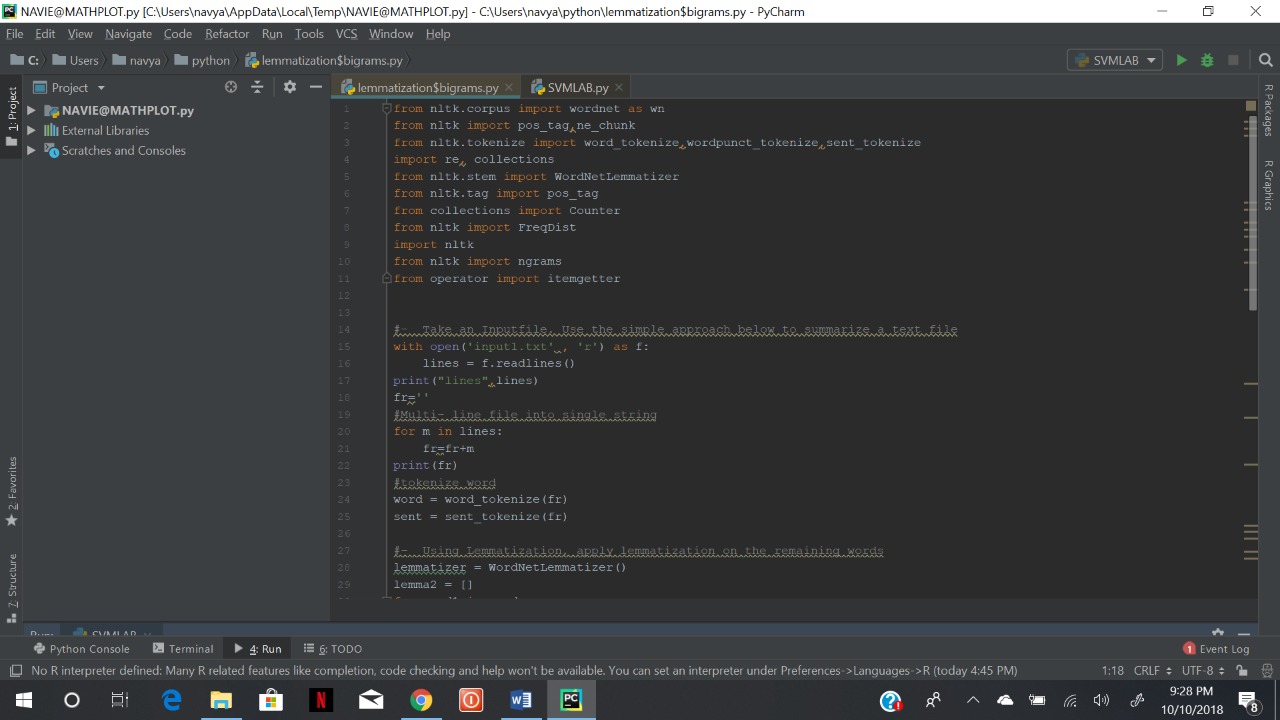 NAVIE@MATHPLOT.py [C:\Users\navya\AppData\Local\Temp\NAVIE@MATHPLOT.py] - C:\Users\navya\python\lemmatization$bigrams.py - PyCharm
File Edit View Navigate Code Refactor Run Tools VCS Window Help
C: Users navya python lemmatization$bigrams.py SVMLAB
Project
lemmatization$bigrams.py SVMLAB.py
1: Project
NAVIE@MATHPLOT.py
External Libraries
Scratches and Consoles
1 from nltk.corpus import wordnet as wn
2 from nltk import pos_tag,ne_chunk
3 from nltk.tokenize import word_tokenize,wordpunct_tokenize,sent_tokenize
4 import re, collections
5 from nltk.stem import WordNetLemmatizer
6 from nltk.tag import pos_tag
7 from collections import Counter
8 from nltk import FreqDist
9 import nltk
10 from nltk import ngrams
11 from operator import itemgetter
12
13
14 #- Take an Inputfile. Use the simple approach below to summarize a text file
15 with open('input1.txt' , 'r') as f:
16 lines = f.readlines()
17 print("lines",lines)
18 fr=''
19 #Multi- line file into single string
20 for m in lines:
21 fr=fr+m
22 print(fr)
23 #tokenize word
24 word = word_tokenize(fr)
25 sent = sent_tokenize(fr)
26
27 #- Using Lemmatization, apply lemmatization on the remaining words
28 lemmatizer = WordNetLemmatizer()
29 lemma2 = []
R Packages
R Graphics
2: Favorites
7: Structure
Run: SVMLAB
Python Console Terminal 4: Run 6: TODO 1 Event Log
No R interpreter defined: Many R related features like completion, code checking and help won't be available. You can set an interpreter under Preferences->Languages->R (today 4:45 PM) 1:18 CRLF UTF-8
9:28 PM
10/10/2018
8